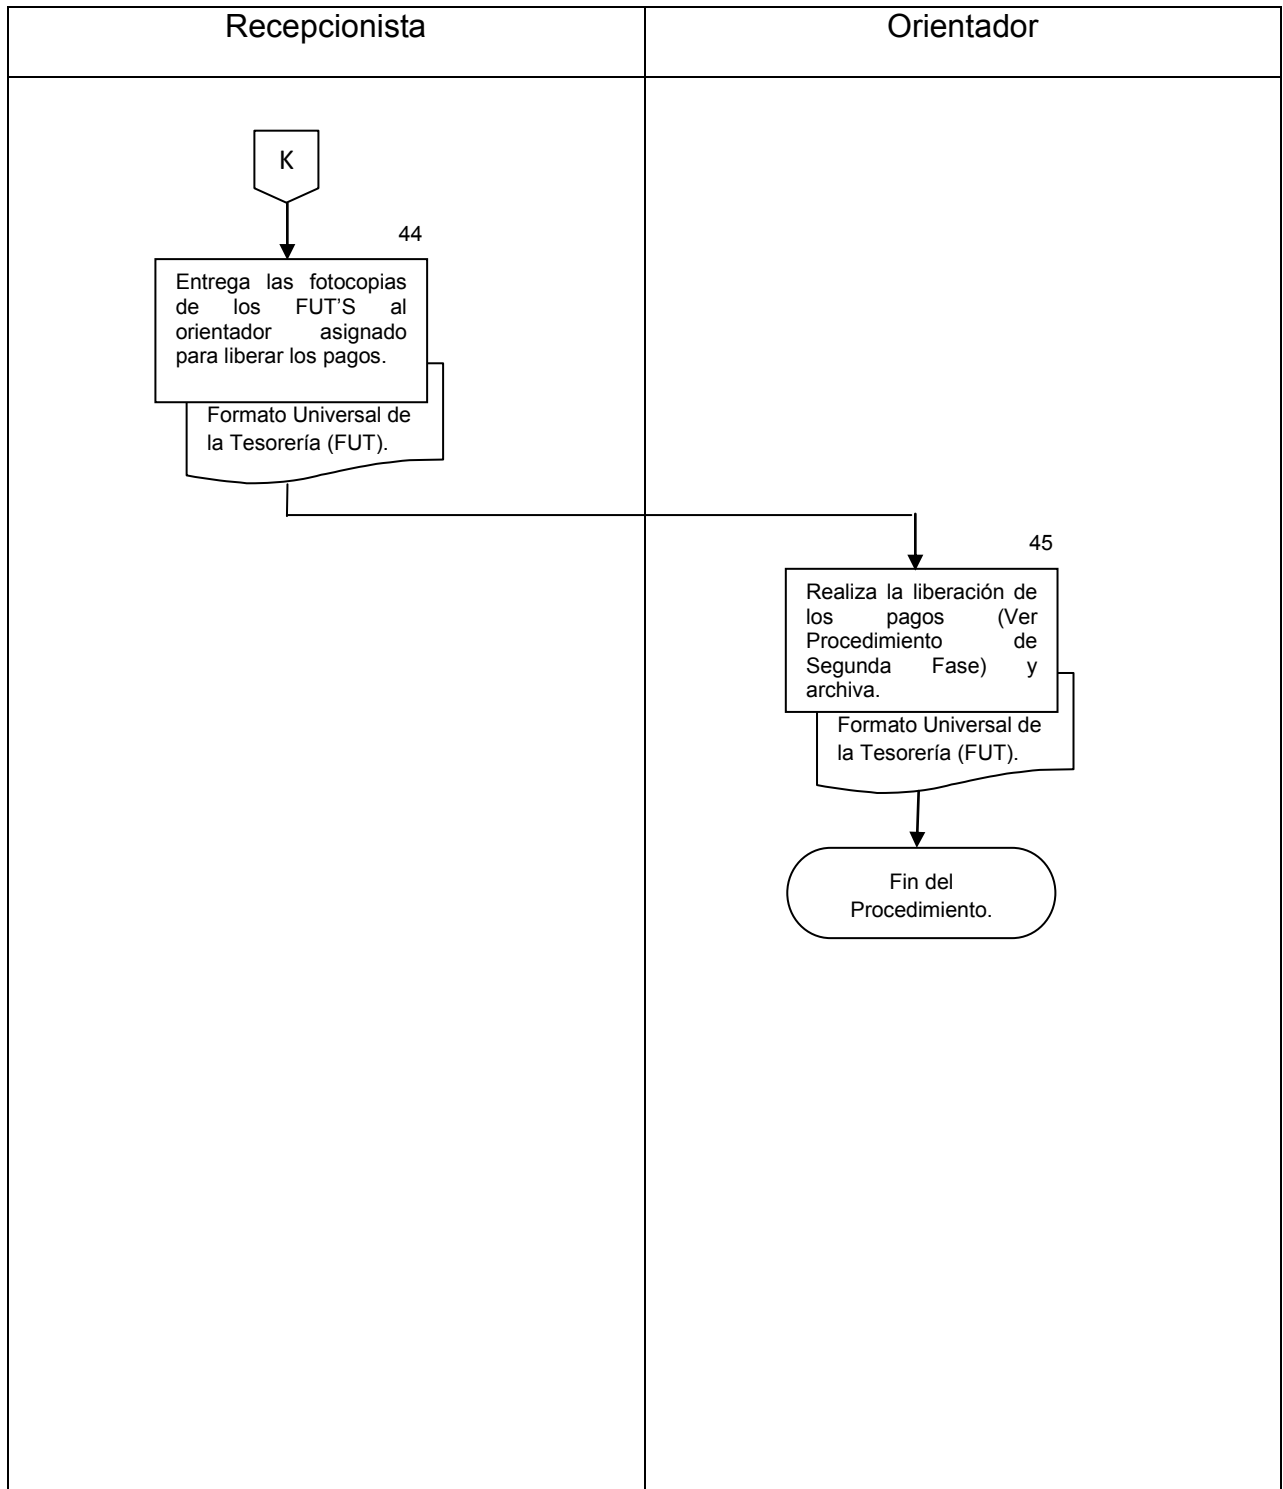 Recepcionista
Orientador
K
44
Entrega las fotocopias
de los FUT’S al
orientador asignado
para liberar los pagos.
Formato Universal de
la Tesorería (FUT).
45
Realiza la liberación de
los pagos (Ver
Procedimiento de
Segunda Fase) y
archiva.
Formato Universal de
la Tesorería (FUT).
Fin del
Procedimiento.